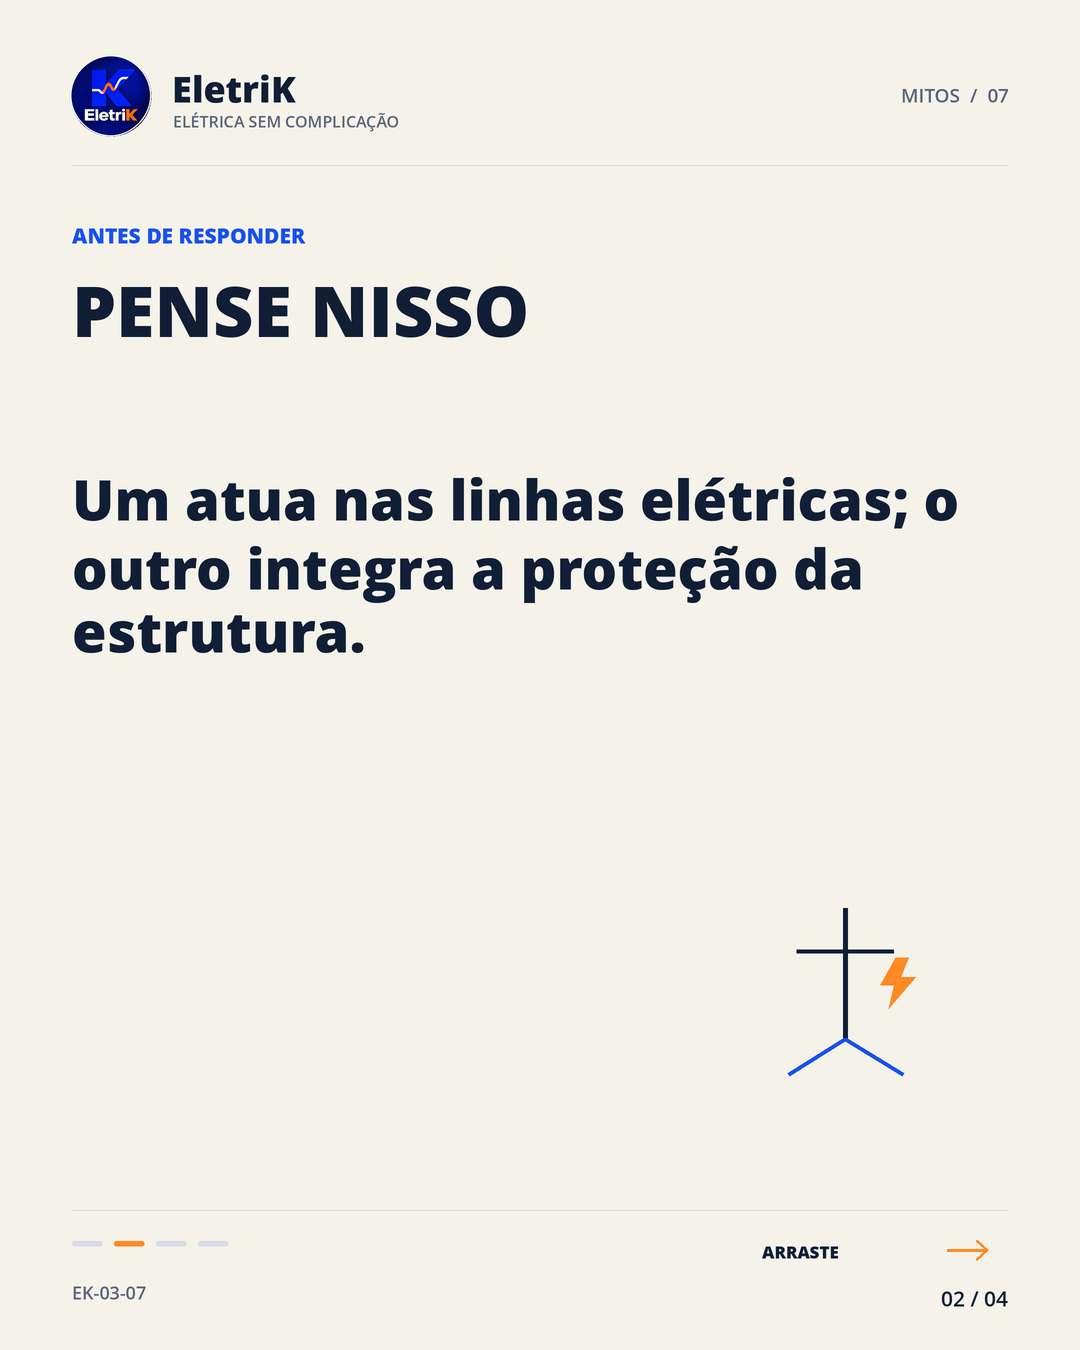 EletriK
EletriK
ELÉTRICA SEM COMPLICAÇÃO
MITOS / 07
ANTES DE RESPONDER
PENSE NISSO
Um atua nas linhas elétricas; o
outro integra a proteção da
estrutura.
ARRASTE
EK-03-07
02 / 04